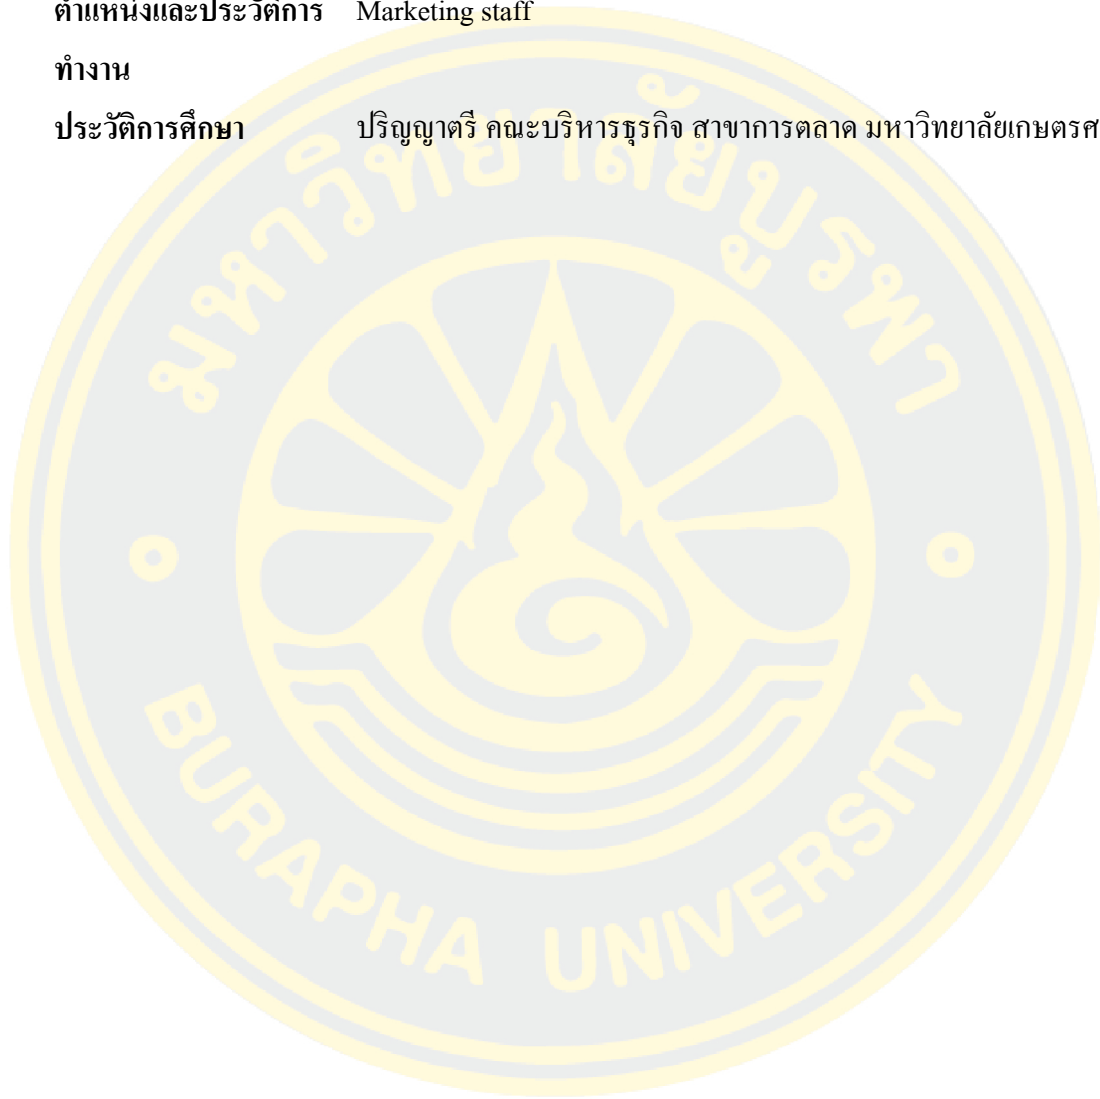 ตำแหน่งและประวัติการ Marketing staff
ทำงาน
ประวัติการศึกษา ปริญญาตรี คณะบริหารธุรกิจ สาขาการตลาด มหาวิทยาลัยเกษตรศ
มหาวิทยาลัยบูรพา
BURAPHA UNIVERSITY